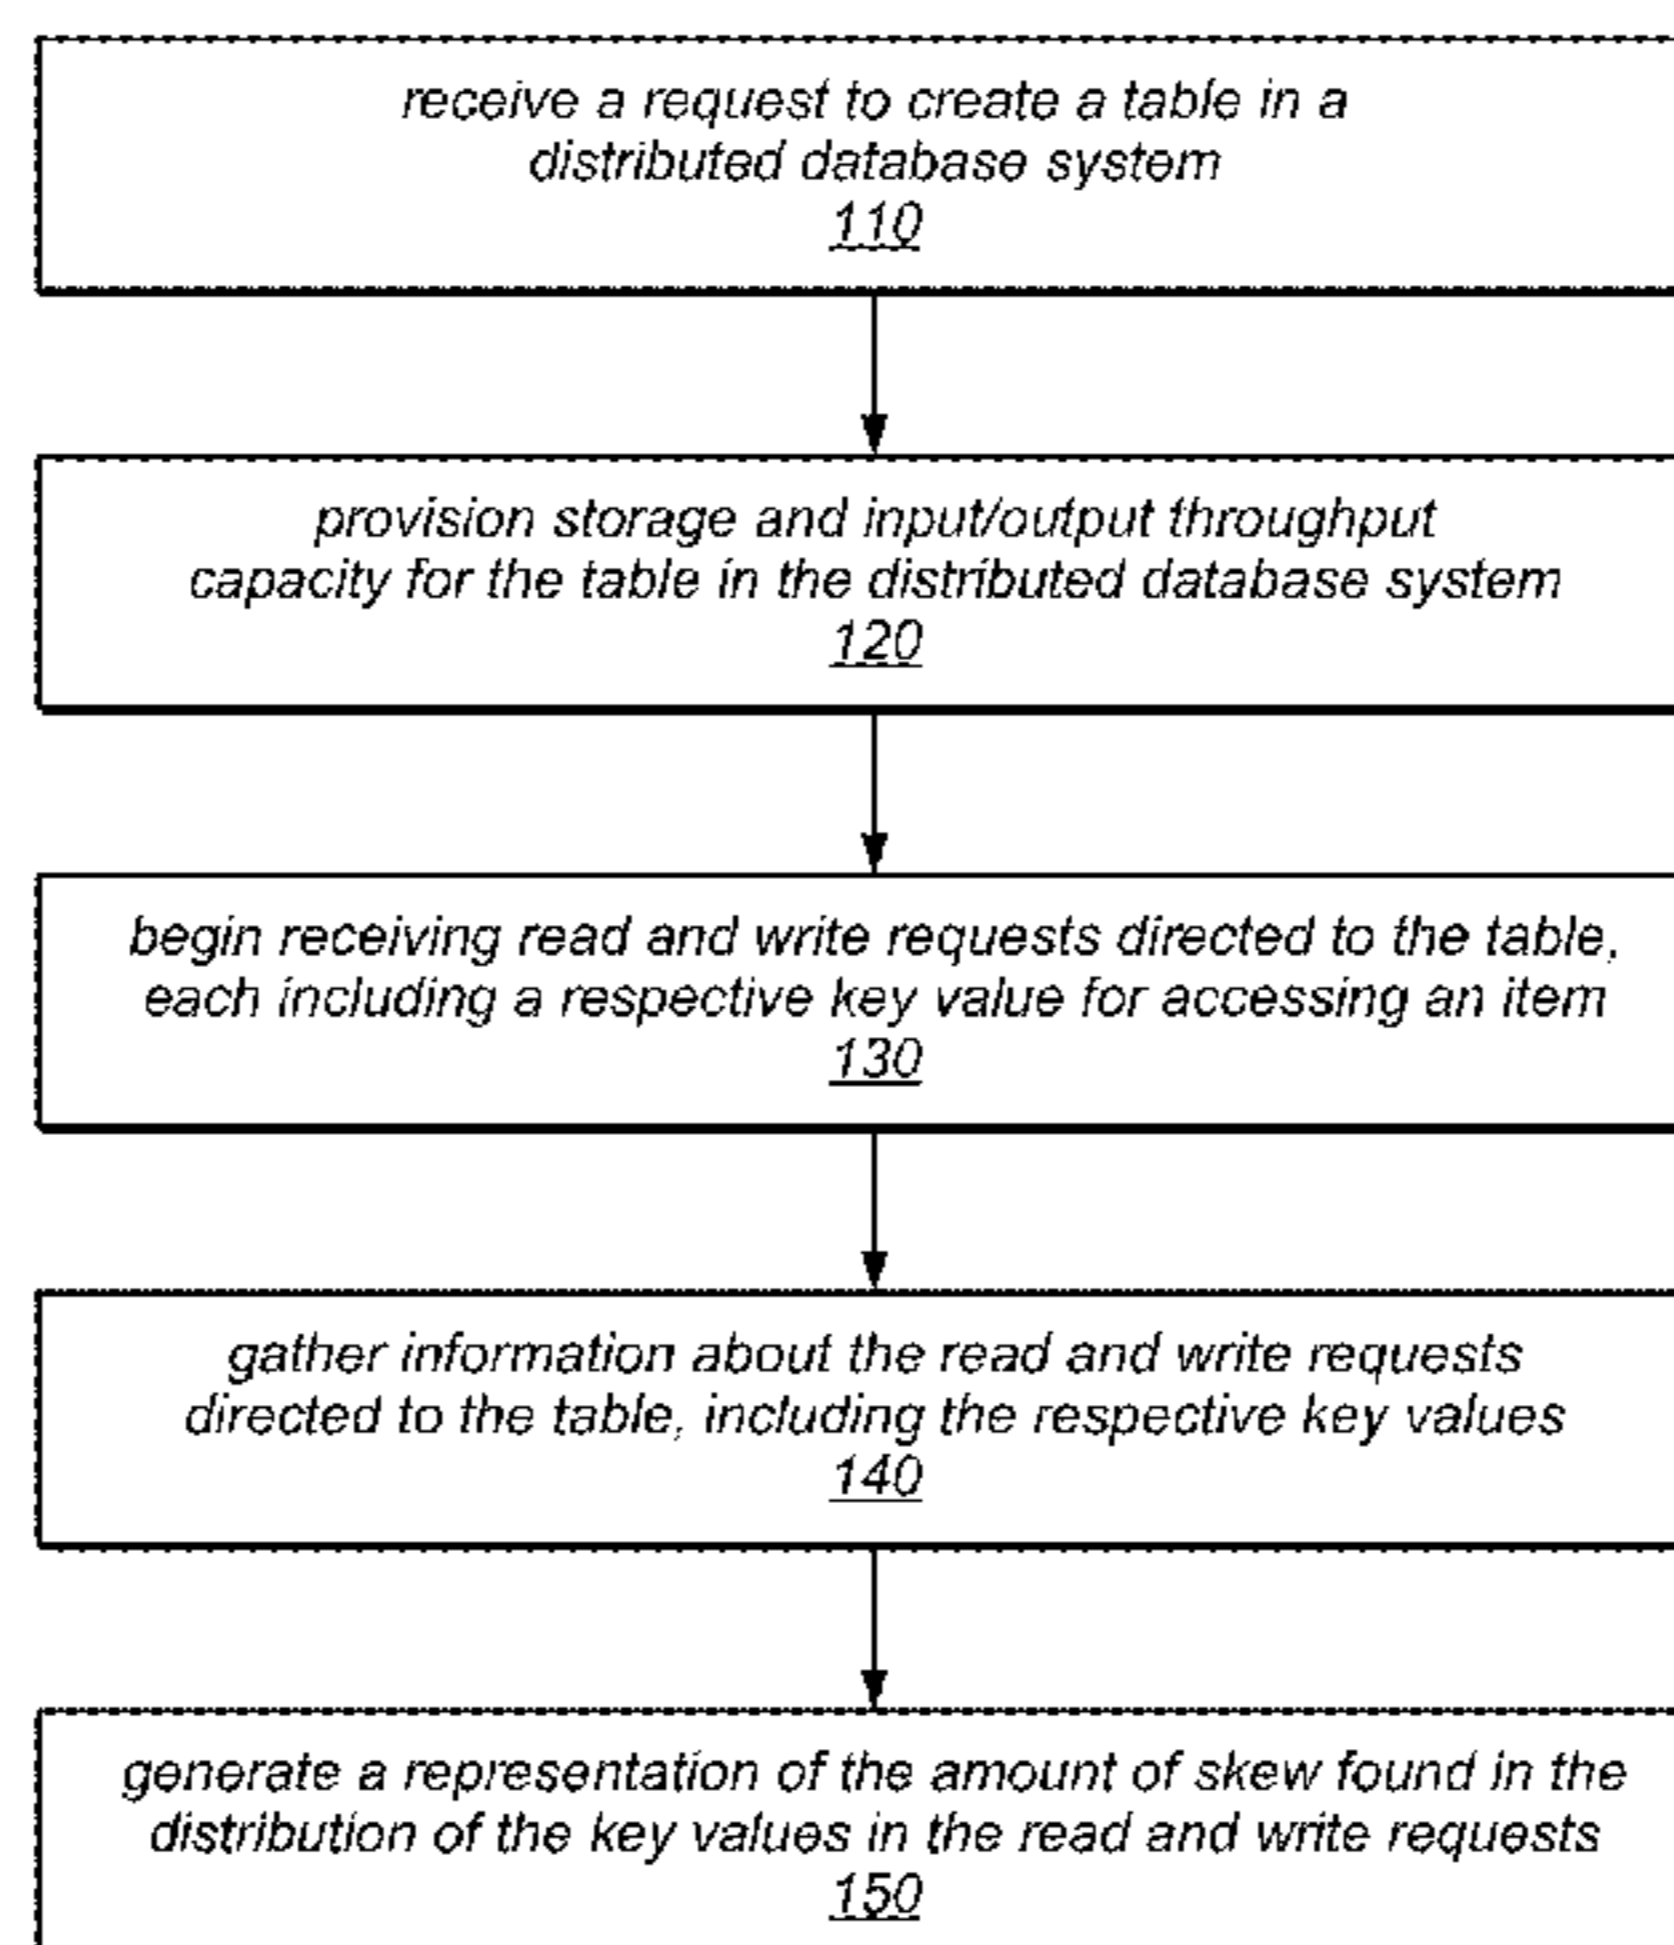 receive a request to create a table in a
distributed database system
110
provision storage and input/output throughput
capacity for the table in the distributed database system
120
begin receiving read and write requests directed to the table,
each including a respective key value for accessing an item
130
gather information about the read and write requests
directed to the table, including the respective key values
140
generate a representation of the amount of skew found in the
distribution of the key values in the read and write requests
150